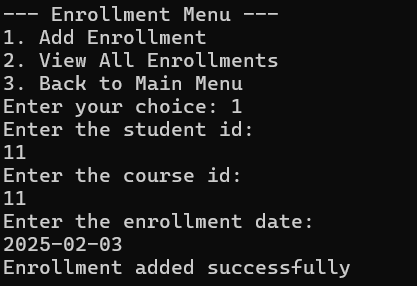 --- Enrollment Menu ---
1. Add Enrollment
2. View All Enrollments
3. Back to Main Menu
Enter your choice: 1
Enter the student id:
11
Enter the course id:
11
Enter the enrollment date:
2025-02-03
Enrollment added successfully